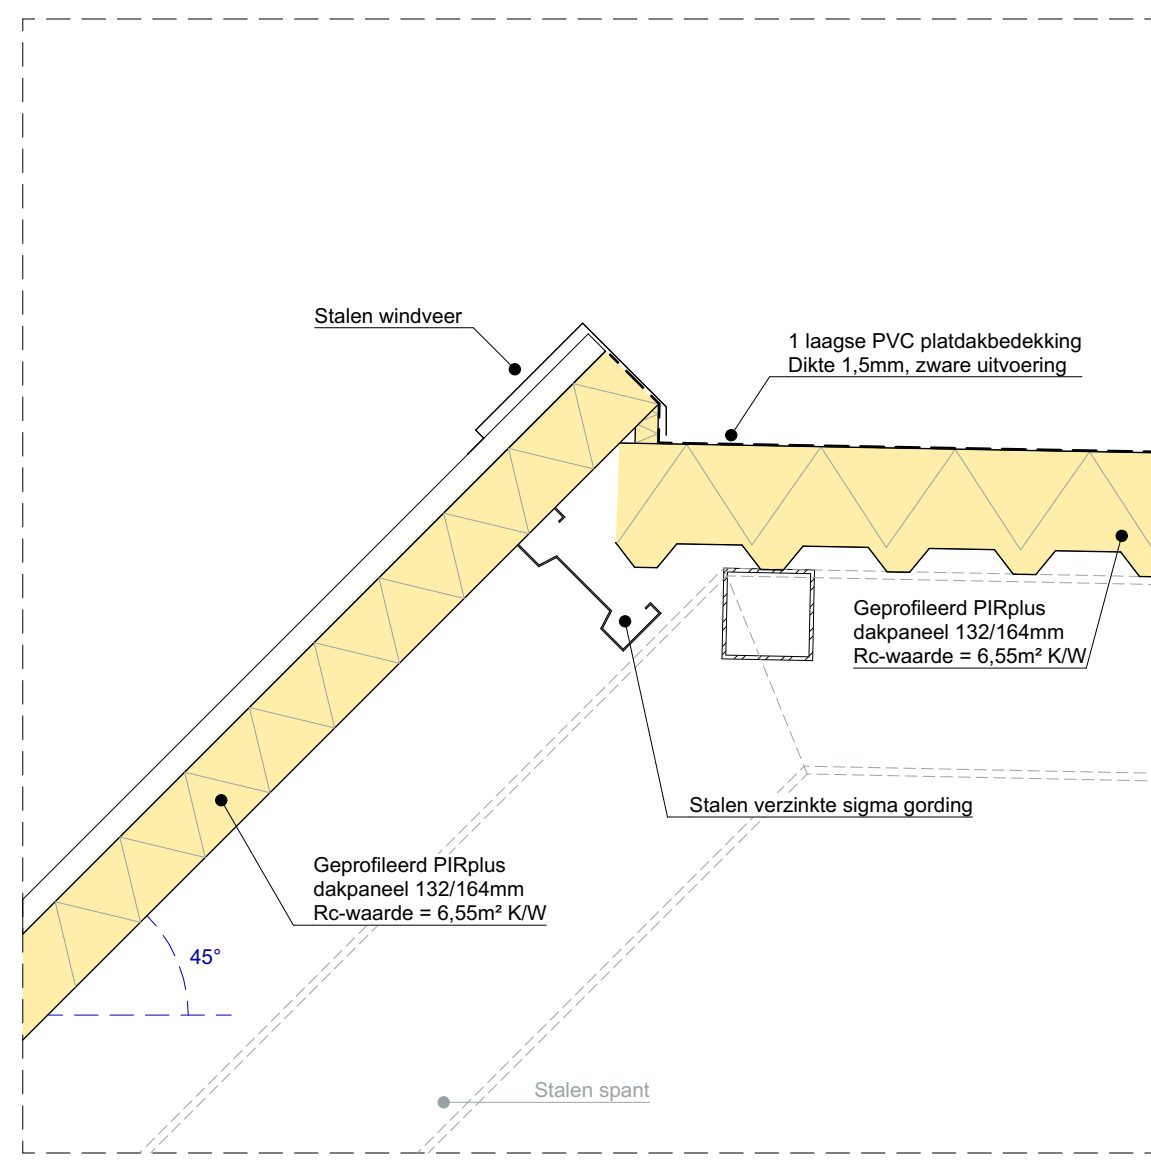 Stalen windveer
1 laagse PVC platdakbedekking
Dikte 1,5mm, zware uitvoering
Geprofileerd PIRplus
dakpaneel 132/164mm
Rc-waarde = 6,55m² K/W
Stalen verzinkte sigma gording
Geprofileerd PIRplus
dakpaneel 132/164mm
Rc-waarde = 6,55m² K/W
45°
Stalen spant